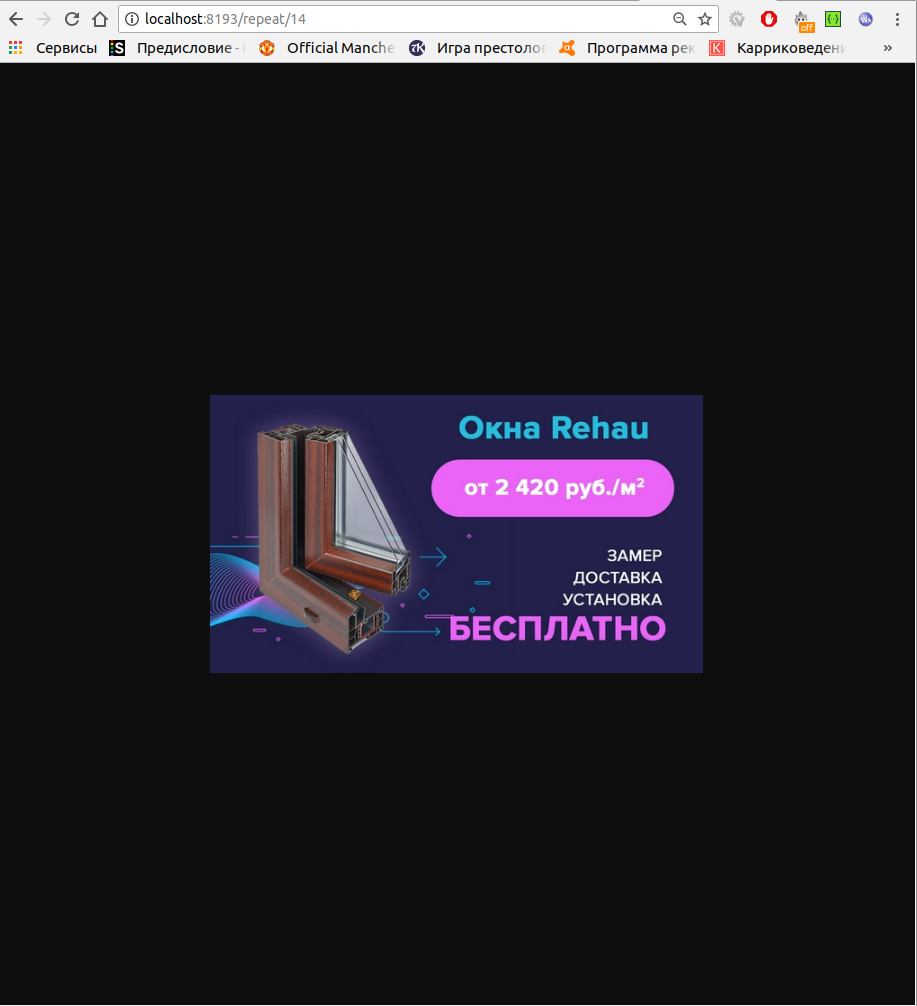 localhost:8193/repeat/14
off
Сервисы
Предисловие -
Official Manche
Игра престолов
Программа рек
Карриковедени
»
Окна Rehau
от 2 420 руб./м²
ЗАМЕР
ДОСТАВКА
УСТАНОВКА
БЕСПЛАТНО